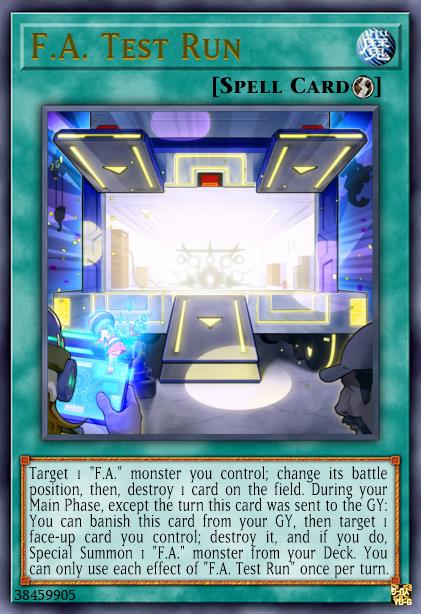 F.A. Test Run
魔
[Spell Card]
Target 1 "F.A." monster you control; change its battle
position, then, destroy 1 card on the field. During your
Main Phase, except the turn this card was sent to the GY:
You can banish this card from your GY, then target 1
face-up card you control; destroy it, and if you do,
Special Summon 1 "F.A." monster from your Deck. You
can only use each effect of "F.A. Test Run" once per turn.
38459905